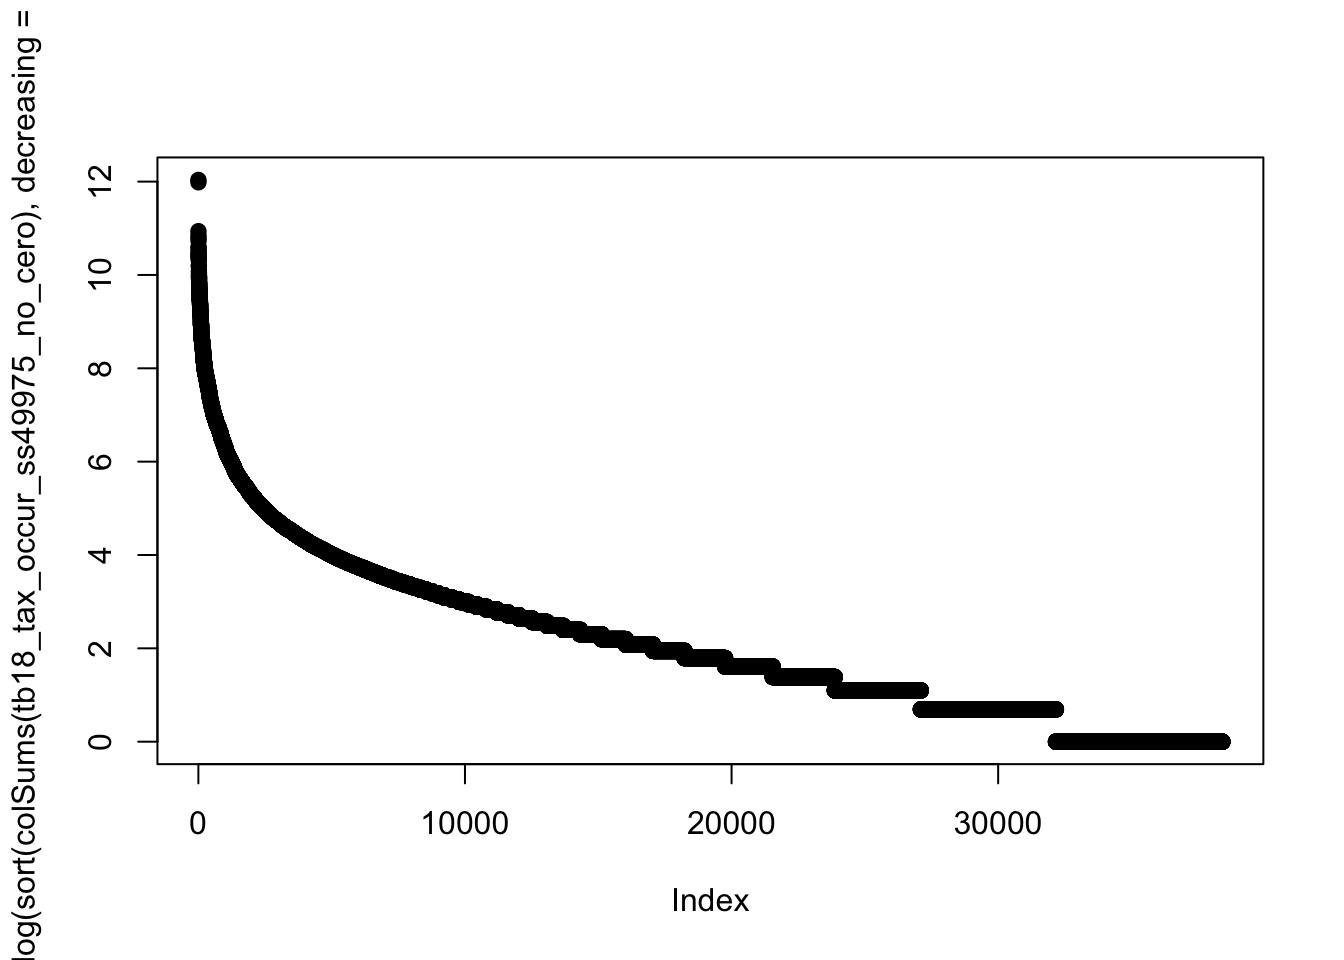 log(sort(colSums(tb18_tax_occur_ss49975_no_cero), decreasing =
12
10
8
6
4
2
0
0 10000 20000 30000
Index